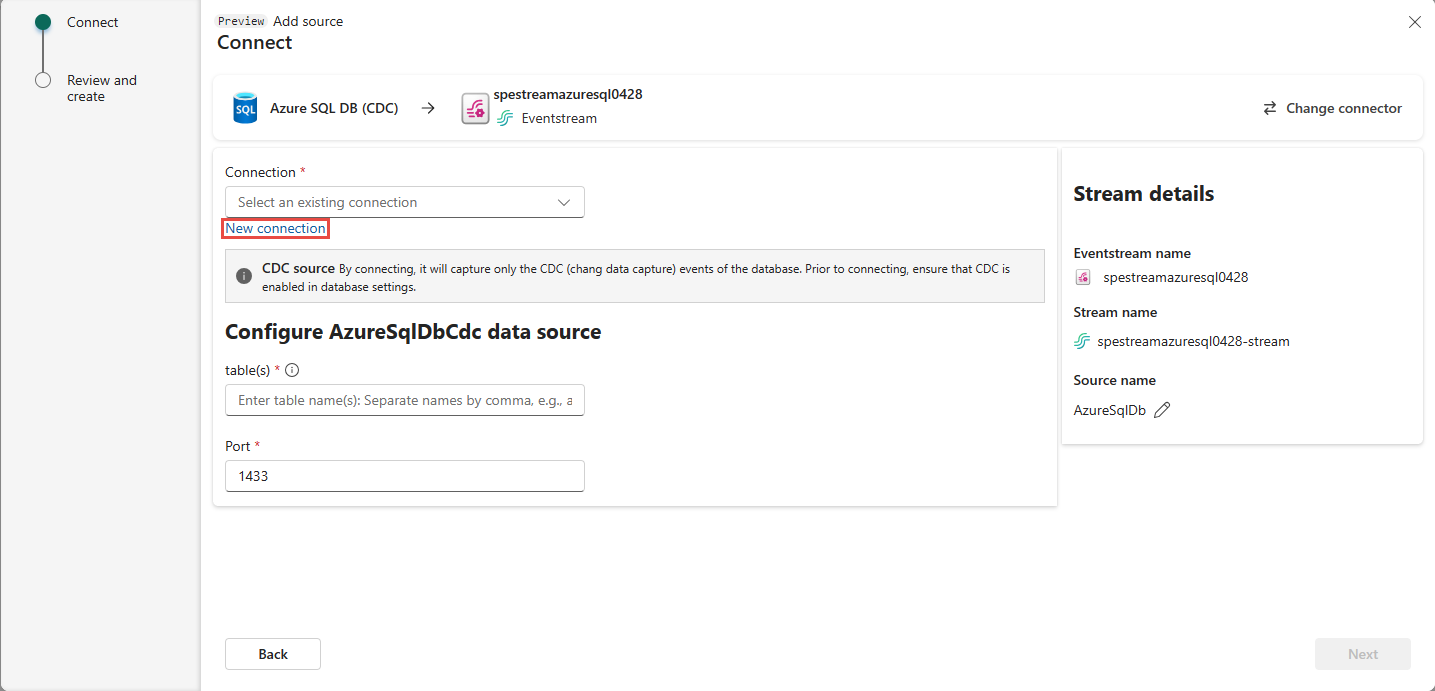 Connect
Review and
create
Preview Add source
Connect
SQL
Azure SQL DB (CDC)
spestreamazuresql0428
Eventstream
Change connector
Connection *
Select an existing connection
New connection
CDC source By connecting, it will capture only the CDC (chang data capture) events of the database. Prior to connecting, ensure that CDC is
enabled in database settings.
Configure AzureSqlDbCdc data source
table(s) *
Enter table name(s): Separate names by comma, e.g., a
Port *
1433
Stream details
Eventstream name
spestreamazuresql0428
Stream name
spestreamazuresql0428-stream
Source name
AzureSqlDb
Back
Next